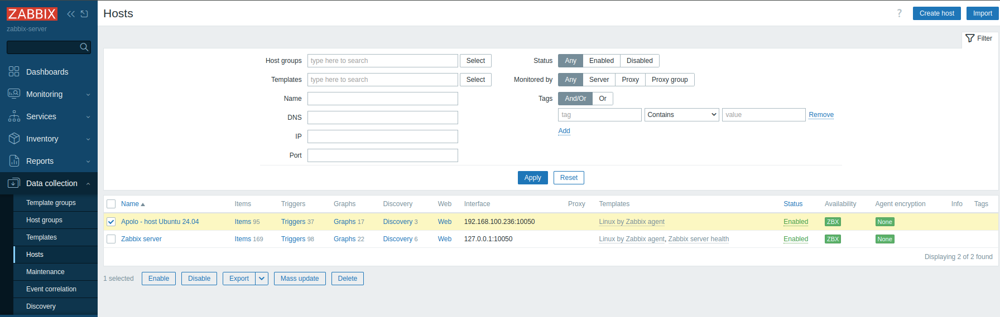 ZABBIX
zabbix-server
Dashboards
Monitoring
Services
Inventory
Reports
Data collection
Template groups
Host groups
Templates
Hosts
Maintenance
Event correlation
Discovery
Hosts
? Create host Import
Filter
Host groups type here to search Select
Templates type here to search Select
Name
DNS
IP
Port
Status Any Enabled Disabled
Monitored by Any Server Proxy Proxy group
Tags And/Or Or
tag Contains value Remove
Add
Apply Reset
Name Items Triggers Graphs Discovery Web Interface Proxy Templates Status Availability Agent encryption Info Tags
Apolo - host Ubuntu 24.04 Items 95 Triggers 37 Graphs 17 Discovery 3 Web 192.168.100.236:10050 Linux by Zabbix agent Enabled ZBX None
Zabbix server Items 169 Triggers 98 Graphs 22 Discovery 6 Web 127.0.0.1:10050 Linux by Zabbix agent, Zabbix server health Enabled ZBX None
Displaying 2 of 2 found
1 selected Enable Disable Export Mass update Delete